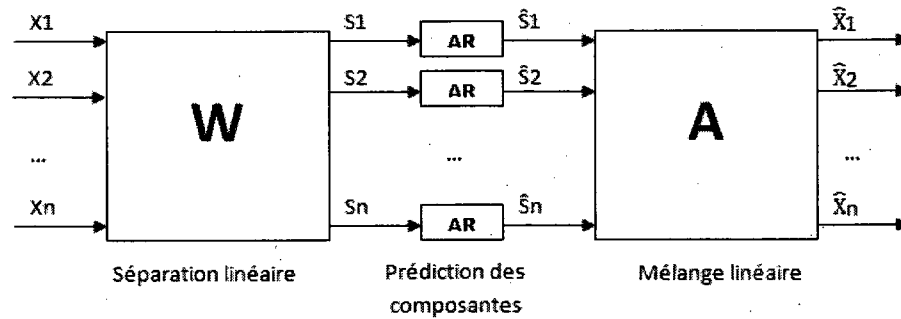 X1 S1 AR Ŝ1 X̂1
X2 S2 AR Ŝ2 X̂2
W A
... ... ...
Xn Sn AR Ŝn X̂n
Séparation linéaire Prédiction des Mélange linéaire
composantes